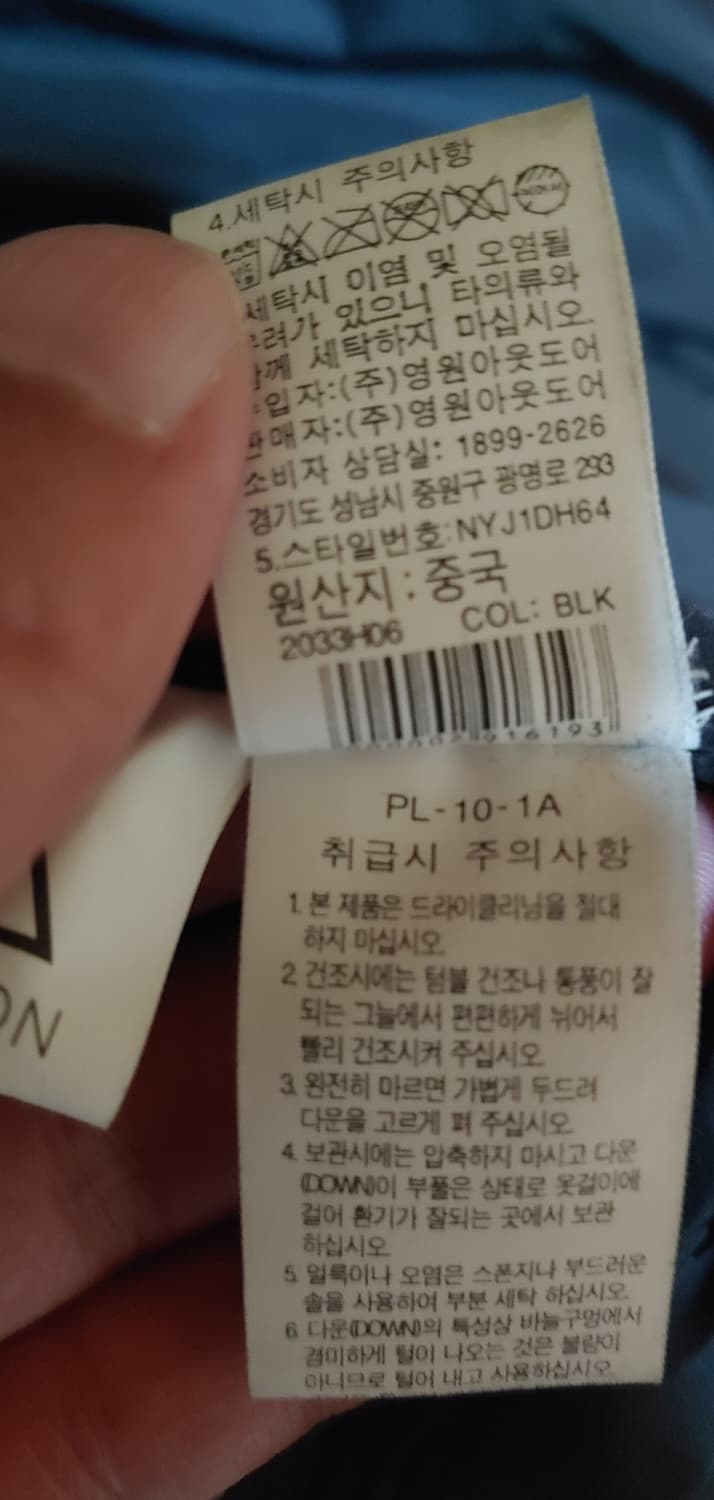 4.세탁시 주의사항
세탁시 이염 및 오염될
우려가 있으니 타의류와
함께 세탁하지 마십시오.
수입자:(주)영원아웃도어
판매자:(주)영원아웃도어
소비자 상담실: 1899-2626
경기도 성남시 중원구 광명로 293
5.스타일번호:NYJ1DH64
원산지:중국
2033H06 COL: BLK
916193
PL-10-1A
취급시 주의사항
1. 본 제품은 드라이클리닝을 절대
하지 마십시오.
2. 건조시에는 텀블 건조나 통풍이 잘
되는 그늘에서 편편하게 뉘어서
빨리 건조시켜 주십시오.
3. 완전히 마르면 가볍게 두드려
다운을 고르게 펴 주십시오.
4. 보관시에는 압축하지 마시고 다운
(DOWN)이 부풀은 상태로 옷걸이에
걸어 환기가 잘되는 곳에서 보관
하십시오.
5. 얼룩이나 오염은 스폰지나 부드러운
솔을 사용하여 부분 세탁 하십시오.
6. 다운(DOWN)의 특성상 바늘구멍에서
경미하게 털이 나오는 것은 불량이
아니므로 털어 내고 사용하십시오.
ON